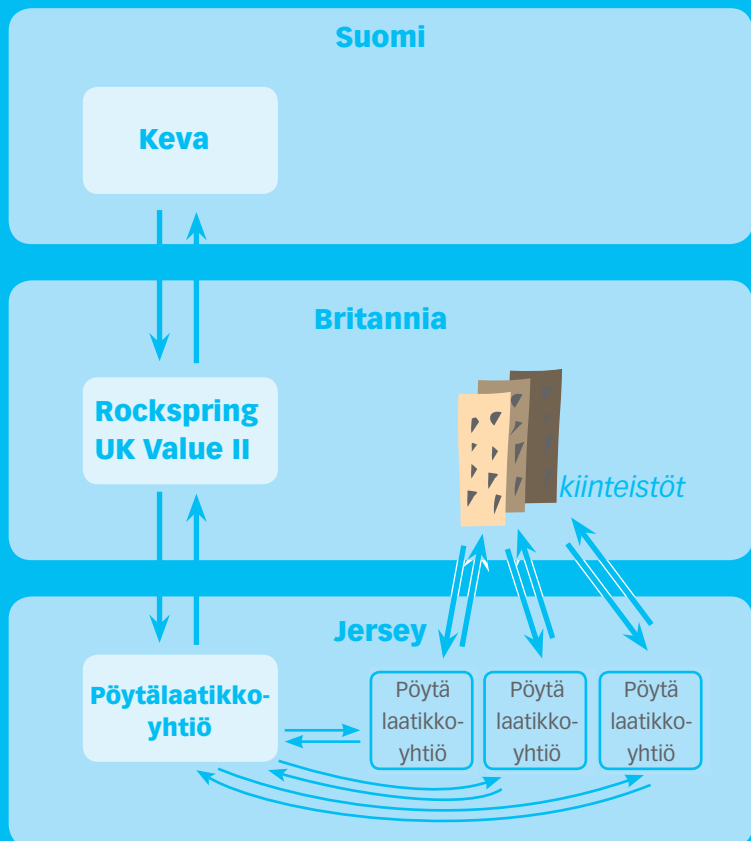 Suomi
Keva
Britannia
Rockspring
UK Value II
kiinteistöt
Jersey
Pöytälaatikko-
yhtiö
Pöytä
laatikko-
yhtiö
Pöytä
laatikko-
yhtiö
Pöytä
laatikko-
yhtiö